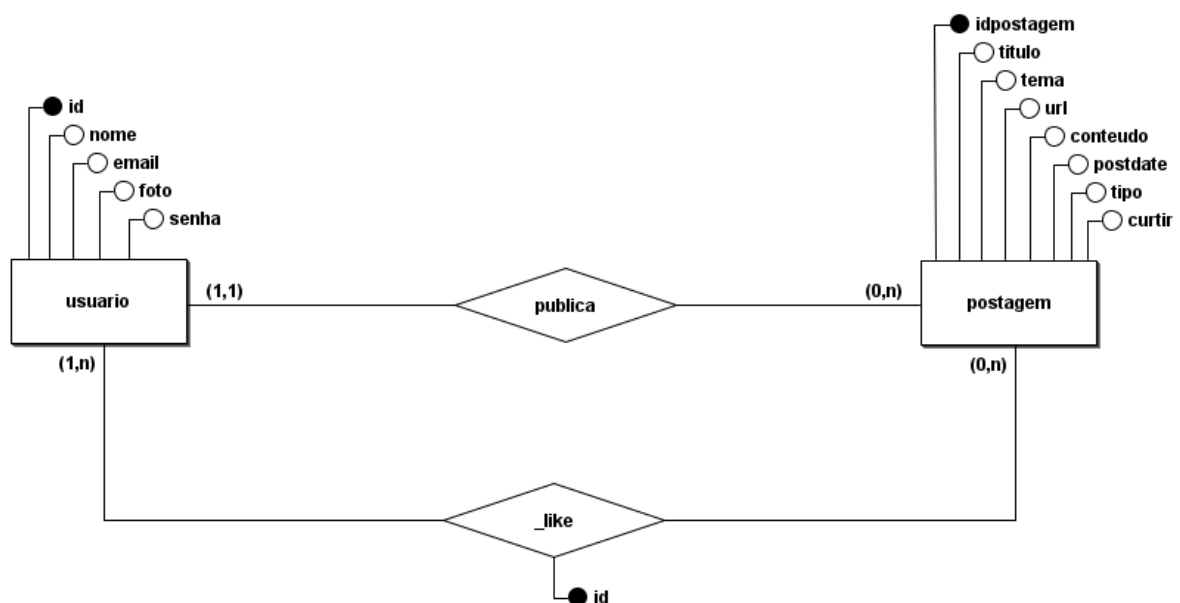 idpostagem
titulo
tema
url
conteudo
postdate
tipo
curtir
id
nome
email
foto
senha
usuario
(1,1)
publica
(0,n)
postagem
(1,n)
(0,n)
_like
id